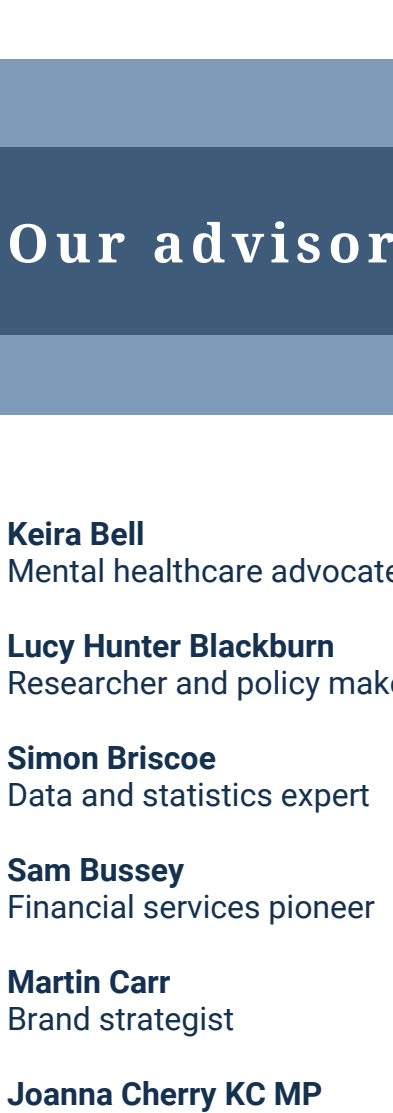 Our advisor
Keira Bell
Mental healthcare advocate
Lucy Hunter Blackburn
Researcher and policy mak
Simon Briscoe
Data and statistics expert
Sam Bussey
Financial services pioneer
Martin Carr
Brand strategist
Joanna Cherry KC MP